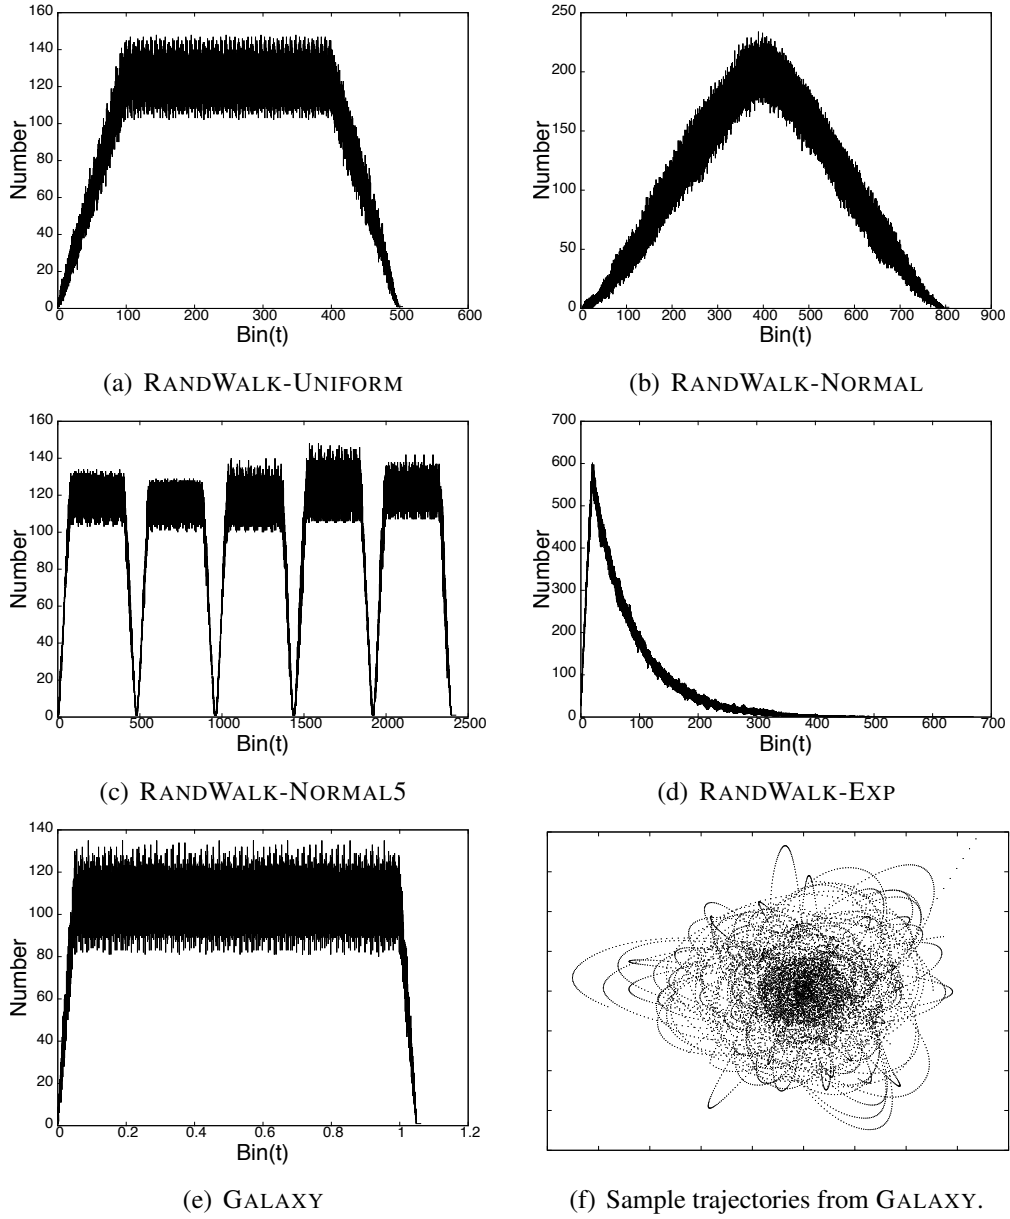 160
140
120
100
80
60
40
20
0
Number
0 100 200 300 400 500 600
Bin(t)
(a) RANDWALK-UNIFORM
250
200
150
100
50
0
Number
0 100 200 300 400 500 600 700 800 900
Bin(t)
(b) RANDWALK-NORMAL
160
140
120
100
80
60
40
20
0
Number
0 500 1000 1500 2000 2500
Bin(t)
(c) RANDWALK-NORMAL5
700
600
500
400
300
200
100
0
Number
0 100 200 300 400 500 600 700
Bin(t)
(d) RANDWALK-EXP
140
120
100
80
60
40
20
0
Number
0 0.2 0.4 0.6 0.8 1 1.2
Bin(t)
(e) GALAXY
(f) Sample trajectories from GALAXY.